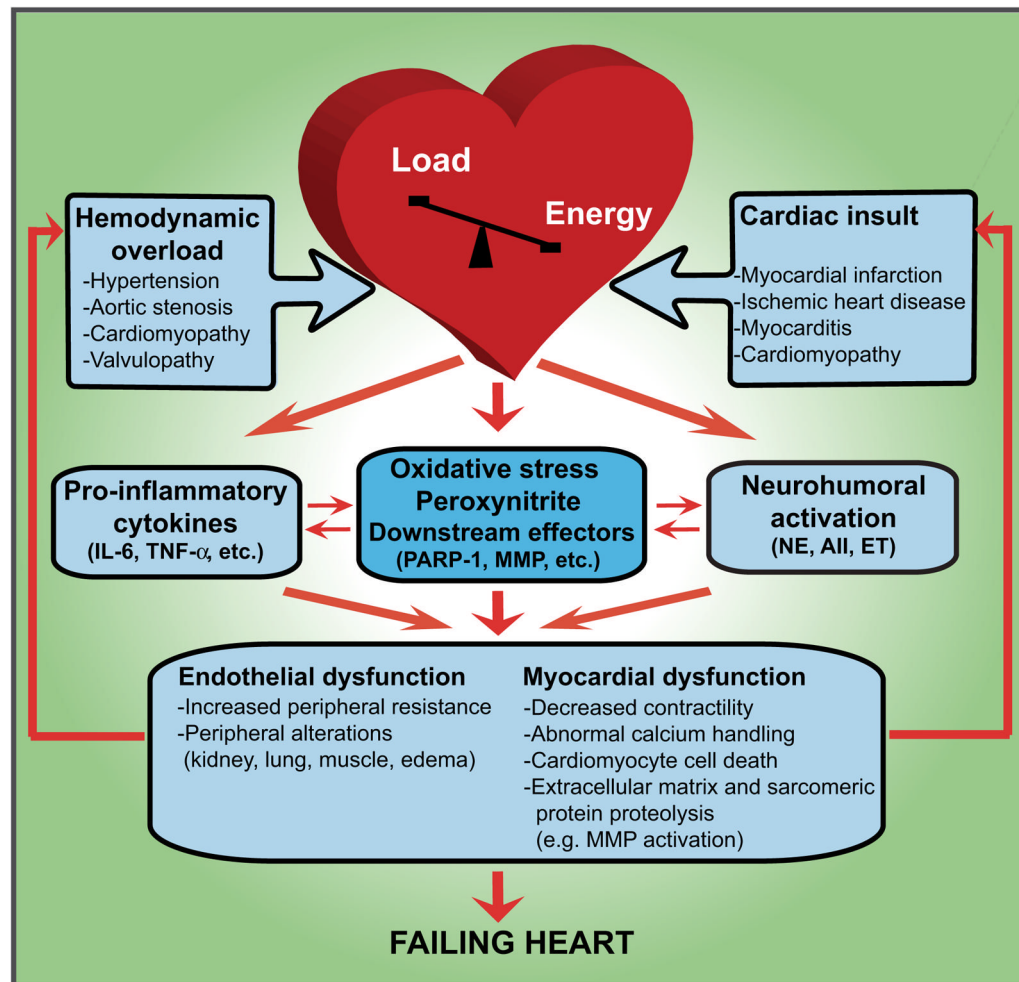 Load
Energy
Hemodynamic
overload
-Hypertension
-Aortic stenosis
-Cardiomyopathy
-Valvulopathy
Cardiac insult
-Myocardial infarction
-Ischemic heart disease
-Myocarditis
-Cardiomyopathy
Pro-inflammatory
cytokines
(IL-6, TNF-α, etc.)
Oxidative stress
Peroxynitrite
Downstream effectors
(PARP-1, MMP, etc.)
Neurohumoral
activation
(NE, AII, ET)
Endothelial dysfunction
-Increased peripheral resistance
-Peripheral alterations
(kidney, lung, muscle, edema)
Myocardial dysfunction
-Decreased contractility
-Abnormal calcium handling
-Cardiomyocyte cell death
-Extracellular matrix and sarcomeric
protein proteolysis
(e.g. MMP activation)
FAILING HEART